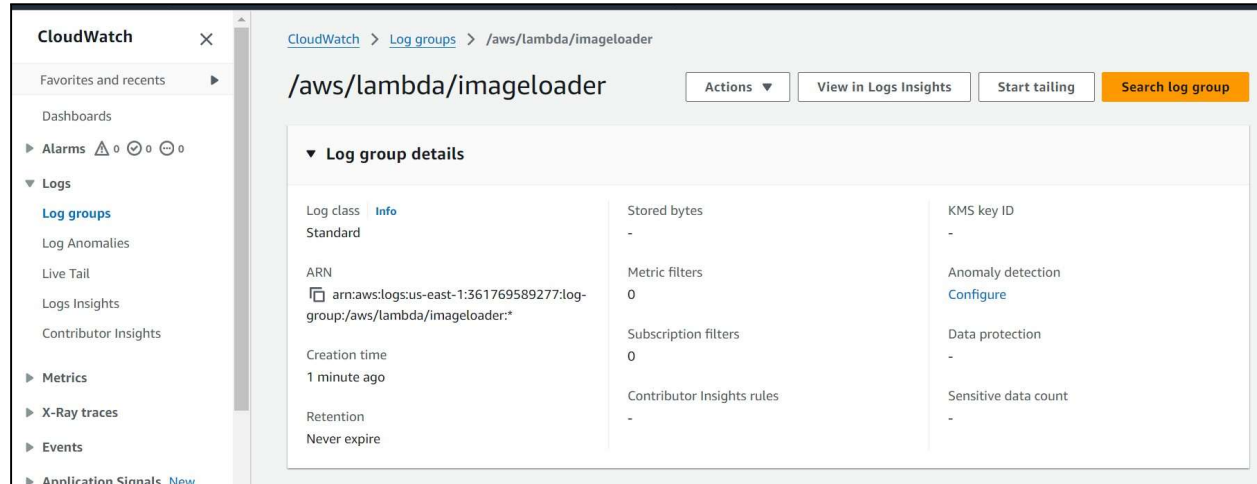 CloudWatch
Favorites and recents
Dashboards
Alarms 0 0 0
Logs
Log groups
Log Anomalies
Live Tail
Logs Insights
Contributor Insights
Metrics
X-Ray traces
Events
Application Signals New
CloudWatch > Log groups > /aws/lambda/imageloader
/aws/lambda/imageloader
Actions
View in Logs Insights
Start tailing
Search log group
Log group details
Log class Info
Standard
ARN
arn:aws:logs:us-east-1:361769589277:log-
group:/aws/lambda/imageloader:*
Creation time
1 minute ago
Retention
Never expire
Stored bytes
-
Metric filters
0
Subscription filters
0
Contributor Insights rules
-
KMS key ID
-
Anomaly detection
Configure
Data protection
-
Sensitive data count
-